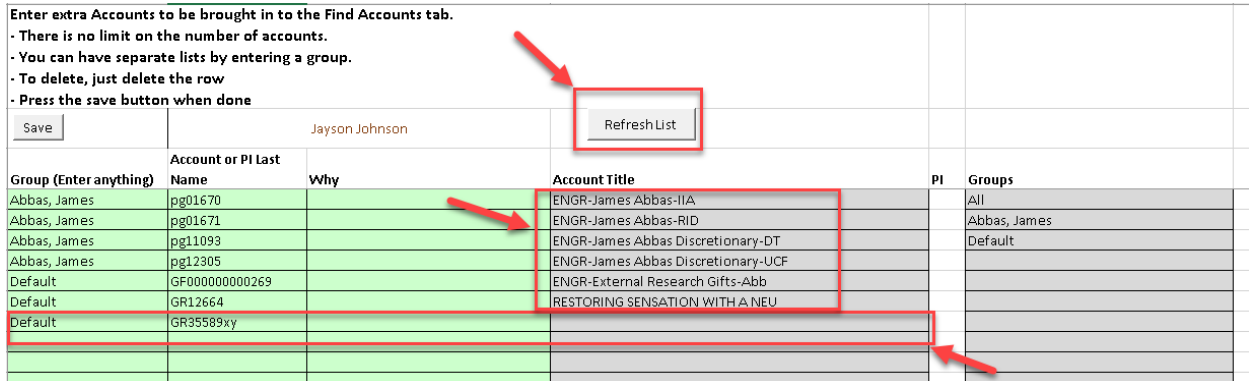 Enter extra Accounts to be brought in to the Find Accounts tab.
- There is no limit on the number of accounts.
- You can have separate lists by entering a group.
- To delete, just delete the row
- Press the save button when done
Save Jayson Johnson Refresh List
Group (Enter anything) Account or PI Last Name Why Account Title PI Groups
Abbas, James pg01670 ENGR-James Abbas-IIA All
Abbas, James pg01671 ENGR-James Abbas-RID Abbas, James
Abbas, James pg11093 ENGR-James Abbas Discretionary-DT Default
Abbas, James pg12305 ENGR-James Abbas Discretionary-UCF
Default GF000000000269 ENGR-External Research Gifts-Abb
Default GR12664 RESTORING SENSATION WITH A NEU
Default GR35589xy